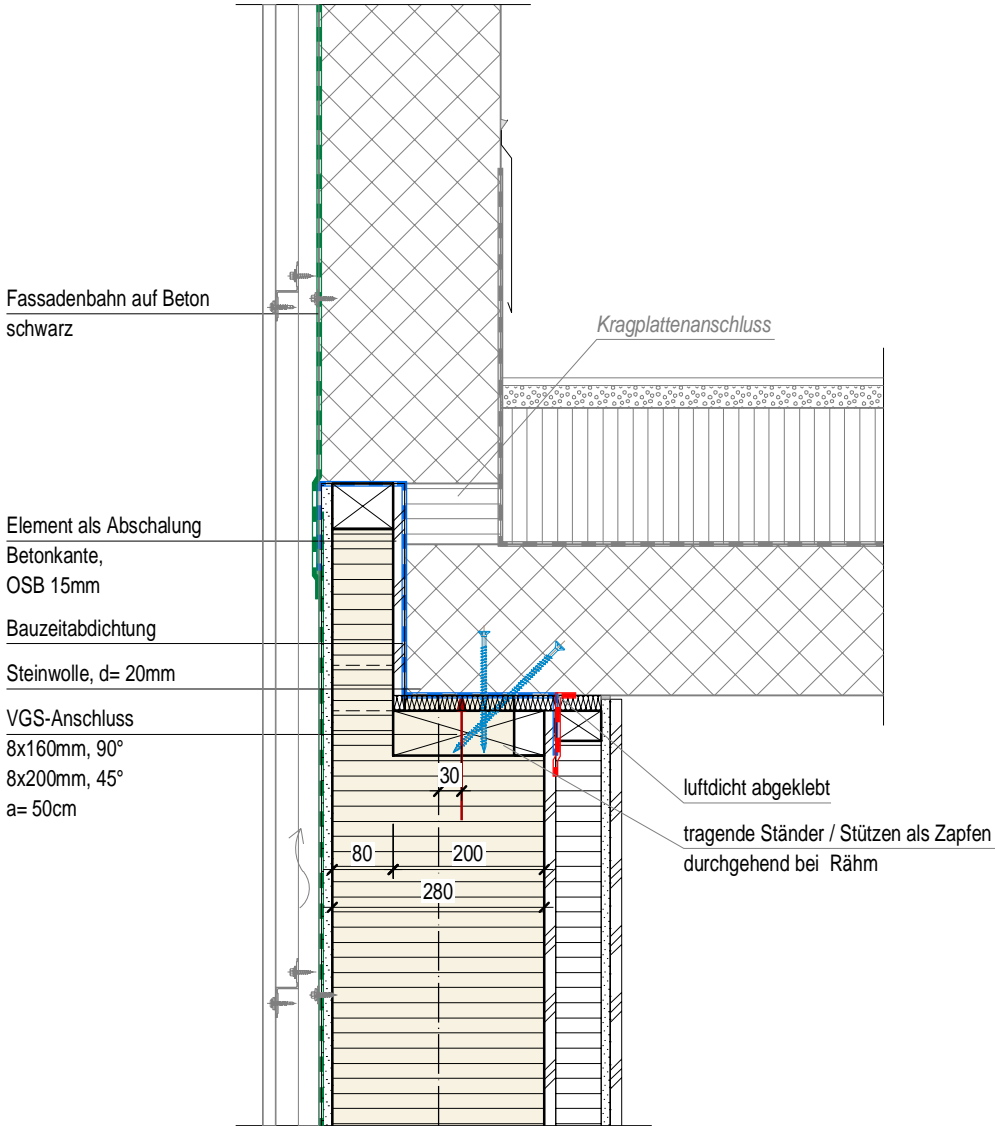 Fassadenbahn auf Beton
schwarz
Kragplattenanschluss
Element als Abschalung
Betonkante,
OSB 15mm
Bauzeitabdichtung
Steinwolle, d= 20mm
VGS-Anschluss
8x160mm, 90°
8x200mm, 45°
a= 50cm
30
luftdicht abgeklebt
tragende Ständer / Stützen als Zapfen
durchgehend bei Rähm
80
200
280